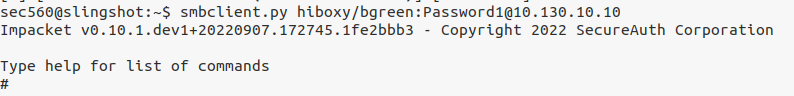 sec560@slingshot:~$ smbclient.py hiboxy/bgreen:Password1@10.130.10.10
Impacket v0.10.1.dev1+20220907.172745.1fe2bbb3 - Copyright 2022 SecureAuth Corporation
Type help for list of commands
#